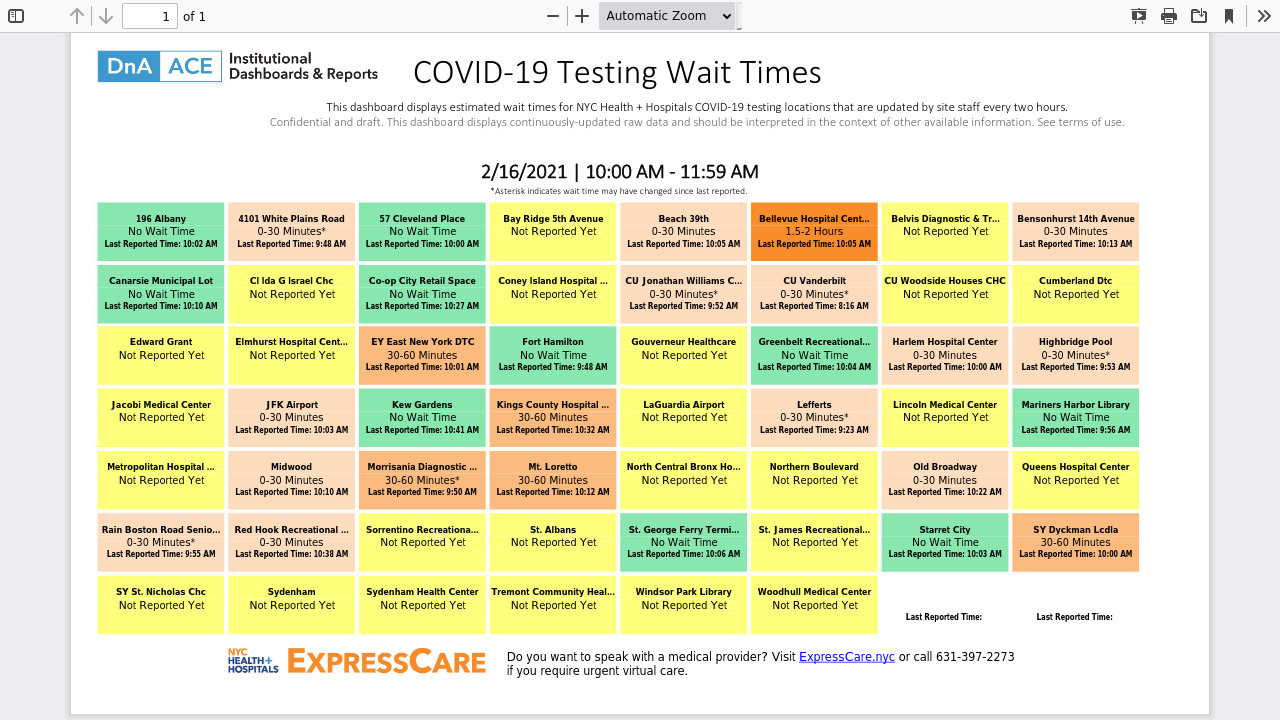 1 of 1 Automatic Zoom
DnA ACE Institutional
Dashboards & Reports
COVID-19 Testing Wait Times
This dashboard displays estimated wait times for NYC Health + Hospitals COVID-19 testing locations that are updated by site staff every two hours.
Confidential and draft. This dashboard displays continuously-updated raw data and should be interpreted in the context of other available information. See terms of use.
2/16/2021 | 10:00 AM - 11:59 AM
*Asterisk indicates wait time may have changed since last reported.
196 Albany 4101 White Plains Road 57 Cleveland Place Bay Ridge 5th Avenue Beach 39th Bellevue Hospital Cent... Belvis Diagnostic & Tr... Bensonhurst 14th Avenue
No Wait Time 0-30 Minutes* No Wait Time Not Reported Yet 0-30 Minutes 1.5-2 Hours Not Reported Yet 0-30 Minutes
Last Reported Time: 10:02 AM Last Reported Time: 9:48 AM Last Reported Time: 10:00 AM Last Reported Time: 10:05 AM Last Reported Time: 10:05 AM Last Reported Time: 10:13 AM
Canarsie Municipal Lot CI Ida G Israel Chc Co-op City Retail Space Coney Island Hospital ... CU Jonathan Williams C... CU Vanderbilt CU Woodside Houses CHC Cumberland Dtc
No Wait Time Not Reported Yet No Wait Time Not Reported Yet 0-30 Minutes* 0-30 Minutes* Not Reported Yet Not Reported Yet
Last Reported Time: 10:10 AM Last Reported Time: 10:27 AM Last Reported Time: 9:52 AM Last Reported Time: 8:16 AM
Edward Grant Elmhurst Hospital Cent... EY East New York DTC Fort Hamilton Gouverneur Healthcare Greenbelt Recreational... Harlem Hospital Center Highbridge Pool
Not Reported Yet Not Reported Yet 30-60 Minutes No Wait Time Not Reported Yet No Wait Time 0-30 Minutes 0-30 Minutes*
Last Reported Time: 10:01 AM Last Reported Time: 9:48 AM Last Reported Time: 10:04 AM Last Reported Time: 10:00 AM Last Reported Time: 9:53 AM
Jacobi Medical Center JFK Airport Kew Gardens Kings County Hospital ... LaGuardia Airport Lefferts Lincoln Medical Center Mariners Harbor Library
Not Reported Yet 0-30 Minutes No Wait Time 30-60 Minutes Not Reported Yet 0-30 Minutes* Not Reported Yet No Wait Time
Last Reported Time: 10:03 AM Last Reported Time: 10:41 AM Last Reported Time: 10:32 AM Last Reported Time: 9:23 AM Last Reported Time: 9:56 AM
Metropolitan Hospital ... Midwood Morrisania Diagnostic ... Mt. Loretto North Central Bronx Ho... Northern Boulevard Old Broadway Queens Hospital Center
Not Reported Yet 0-30 Minutes 30-60 Minutes* 30-60 Minutes Not Reported Yet Not Reported Yet 0-30 Minutes Not Reported Yet
Last Reported Time: 10:10 AM Last Reported Time: 9:50 AM Last Reported Time: 10:12 AM Last Reported Time: 10:22 AM
Rain Boston Road Senio... Red Hook Recreational ... Sorrentino Recreationa... St. Albans St. George Ferry Termi... St. James Recreational... Starret City SY Dyckman Lcdla
0-30 Minutes* 0-30 Minutes Not Reported Yet Not Reported Yet No Wait Time Not Reported Yet No Wait Time 30-60 Minutes
Last Reported Time: 9:55 AM Last Reported Time: 10:38 AM Last Reported Time: 10:06 AM Last Reported Time: 10:03 AM Last Reported Time: 10:00 AM
SY St. Nicholas Chc Sydenham Sydenham Health Center Tremont Community Heal... Windsor Park Library Woodhull Medical Center
Not Reported Yet Not Reported Yet Not Reported Yet Not Reported Yet Not Reported Yet Not Reported Yet
Last Reported Time: Last Reported Time:
NYC
HEALTH+
HOSPITALS
EXPRESSCARE
Do you want to speak with a medical provider? Visit ExpressCare.nyc or call 631-397-2273
if you require urgent virtual care.